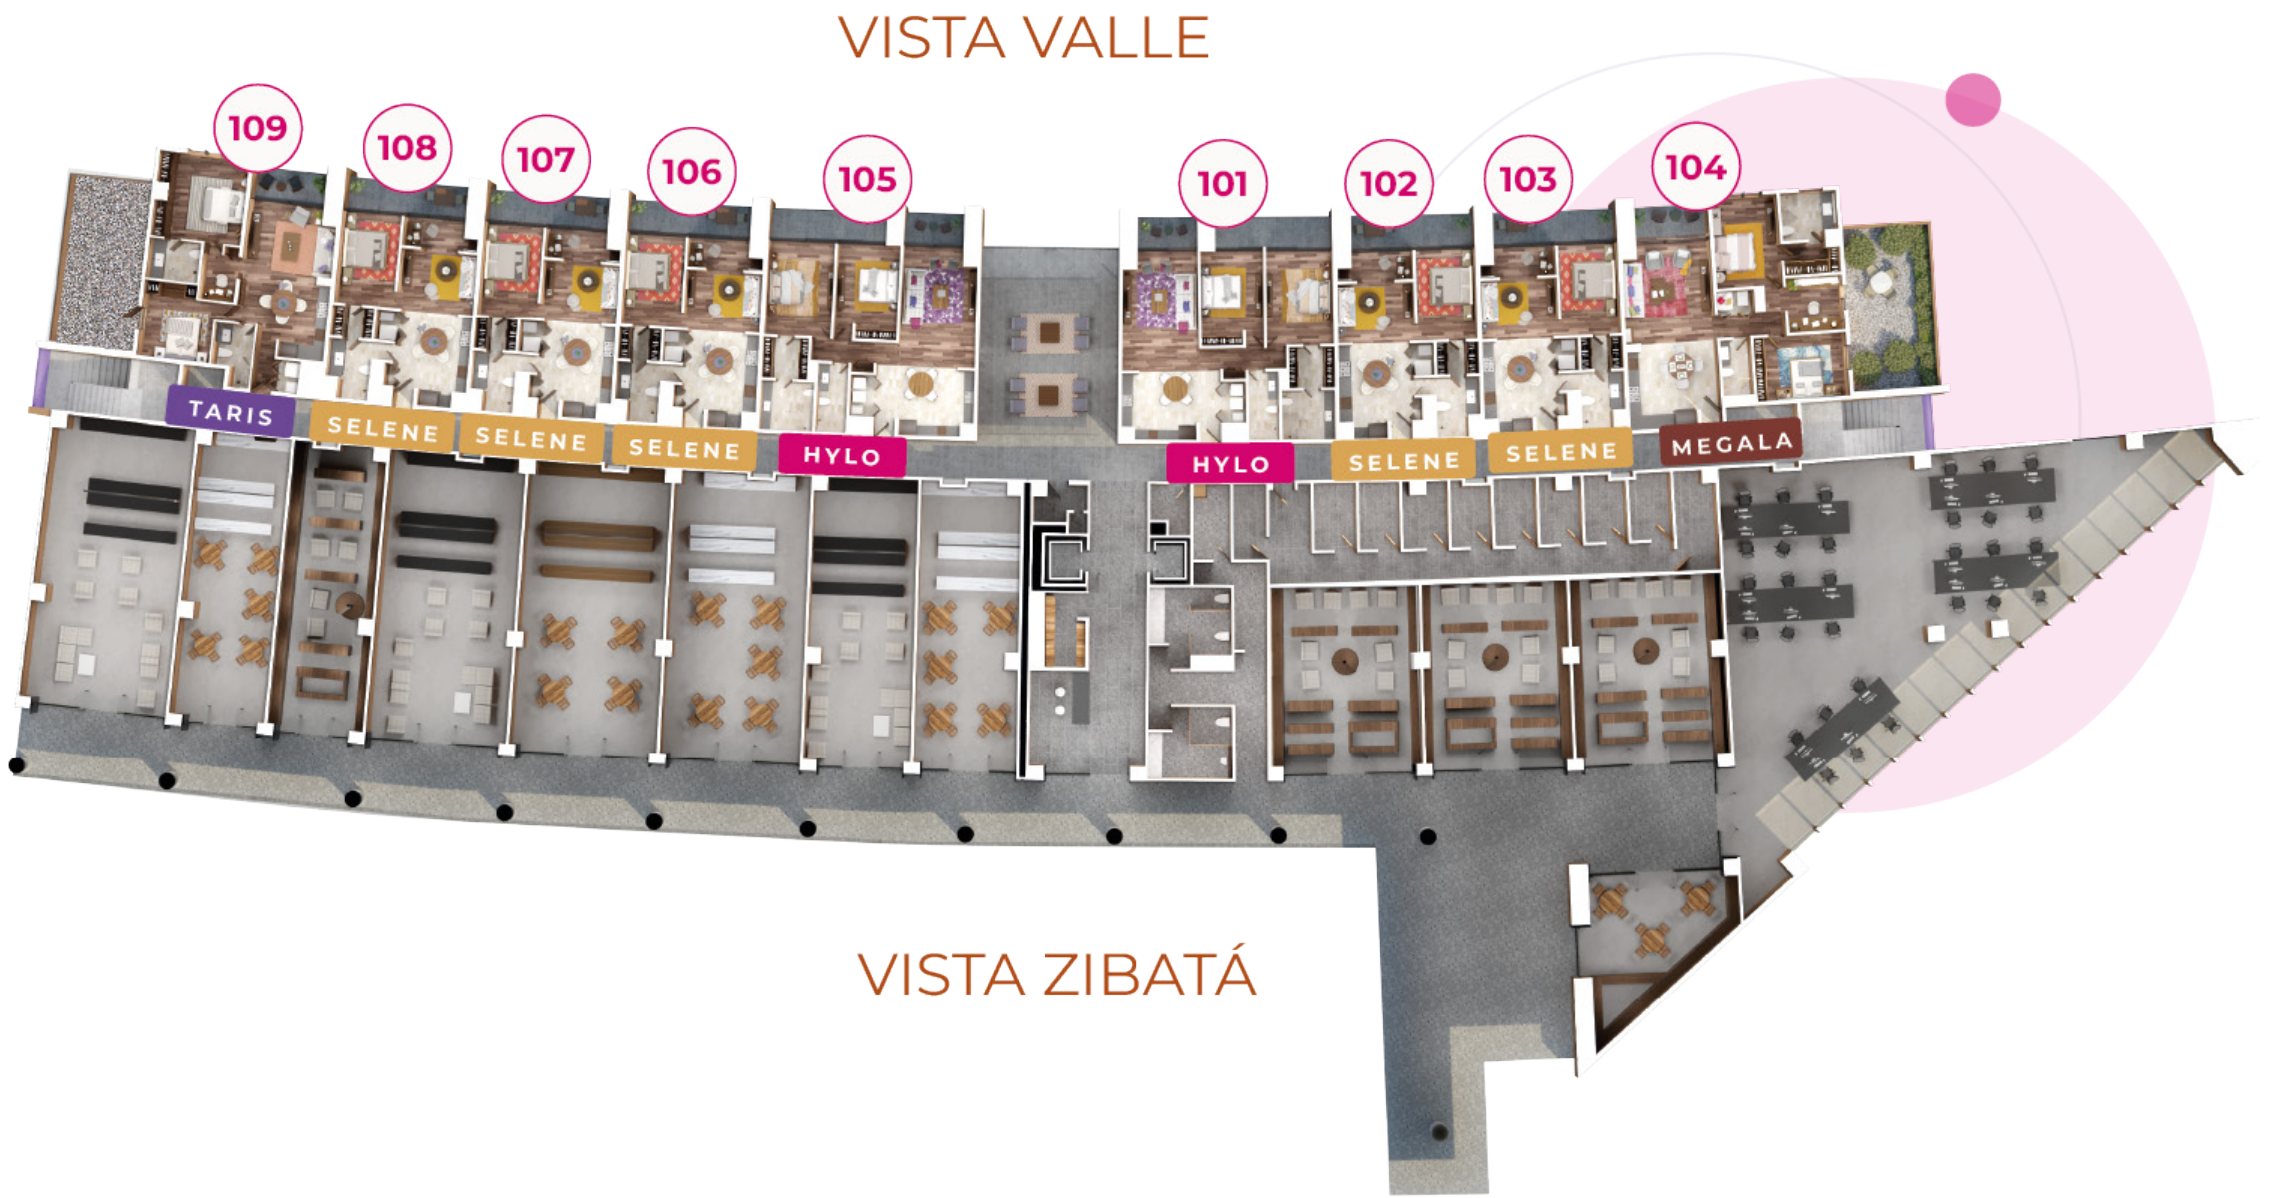 VISTA VALLE
109
108
107
106
105
101
102
103
104
TARIS
SELENE
SELENE
SELENE
HYLO
HYLO
SELENE
SELENE
MEGALA
VISTA ZIBATÁ